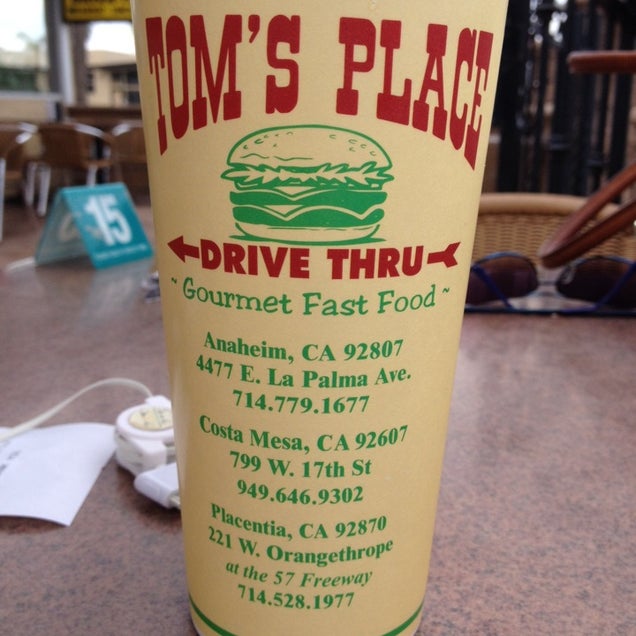 TOM'S PLACE
DRIVE THRU
~ Gourmet Fast Food ~
Anaheim, CA 92807
4477 E. La Palma Ave.
714.779.1677
Costa Mesa, CA 92607
799 W. 17th St
949.646.9302
Placentia, CA 92870
221 W. Orangethrope
at the 57 Freeway
714.528.1977
15